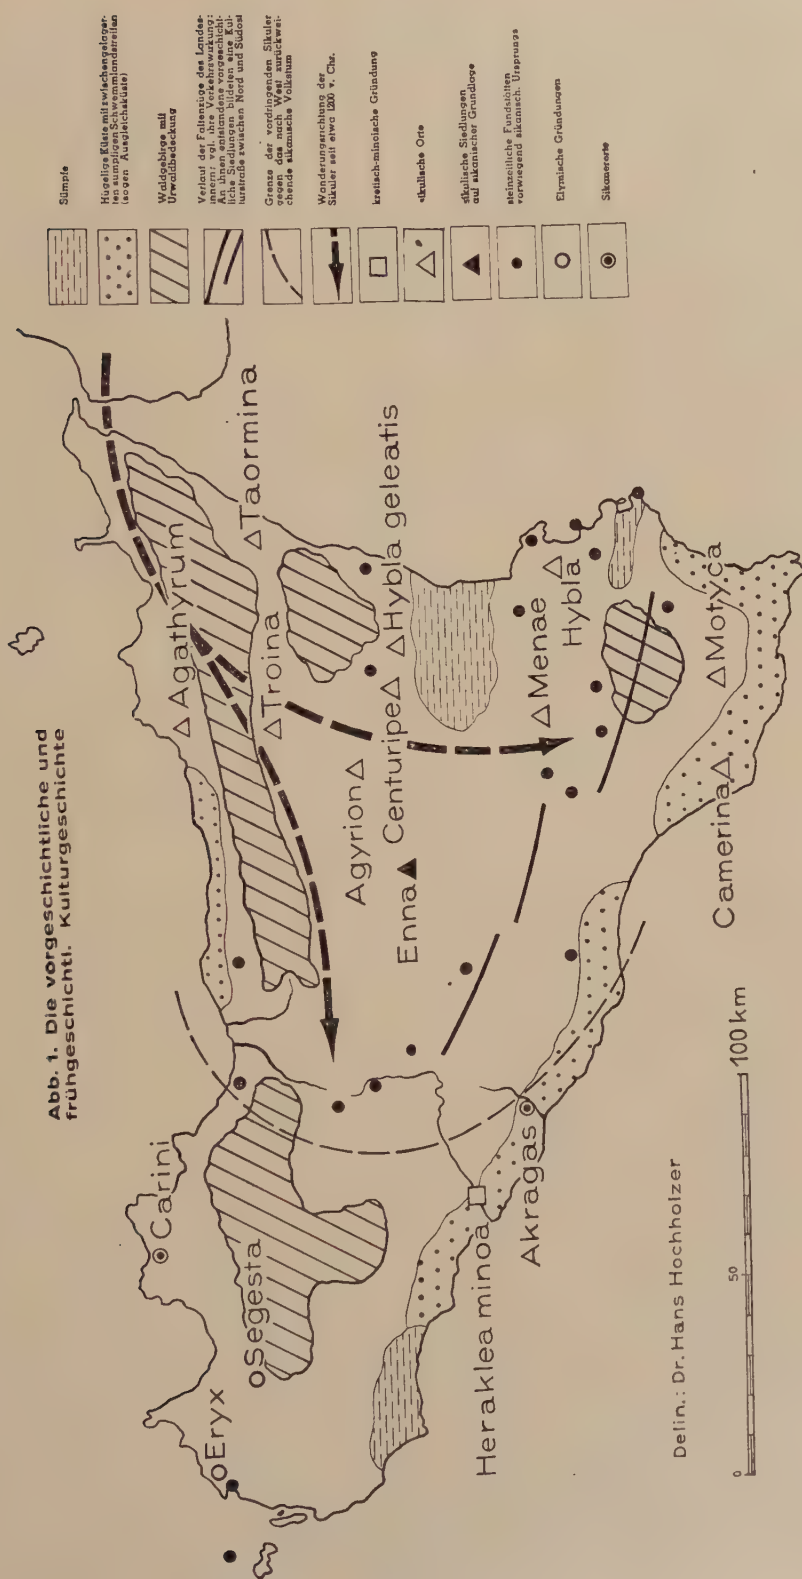 Abb. 1. Die vorgeschichtliche und
frühgeschichtl. Kulturgeschichte
Eryx
Segesta
Carini
Heraklea minoa
Akragas
Enna
Agyrion
Centuripe
Hybla geleatis
Troina
Agathyrum
Taormina
Menae
Hybla
Camerina
Motyca
Delin.: Dr. Hans Hochholzer
0
50
100 km
Sümpfe
Hügelige Küste mit zwischengelager-
ten sumpfigen Schwemmlandstreifen
(sogen Ausgleichsküste)
Waldgebirge mit
Urwaldbedeckung
Verlauf der Faltenzüge des Landes-
innern: vgl. ihre Verkehrswirkung:
An ihnen entstandene vorgeschicht-
liche Siedlungen bildeten eine Kul-
turstraße zwischen Nord und Südost
Grenze der vordringenden Sikuler
gegen das nach West zurückwei-
chende sikanische Volkstum
Wanderungsrichtung der
Sikuler seit etwa 1200 v. Chr.
kretisch-minoische Gründung
sikulische Orte
sikulische Siedlungen
auf sikanischer Grundlage
steinzeitliche Fundstätten
vorwiegend sikanisch. Ursprungs
Elymische Gründungen
Sikanerorte